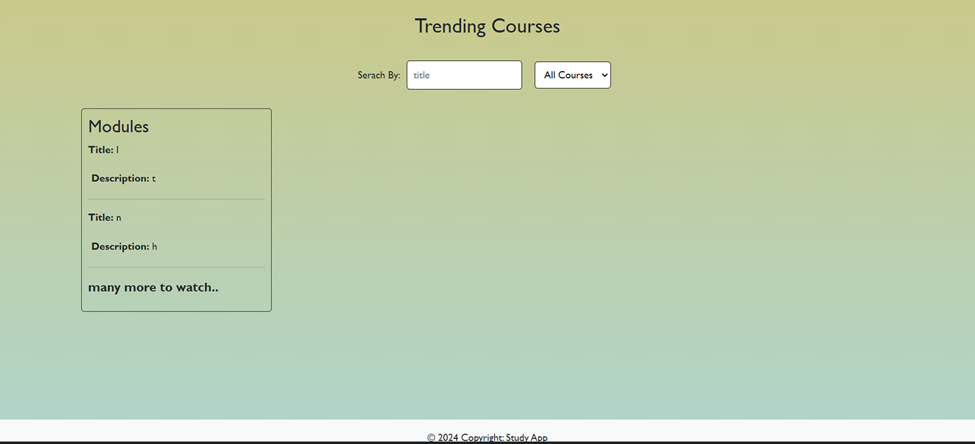 Trending Courses
Serach By: title All Courses
Modules
Title: l
Description: t
Title: n
Description: h
many more to watch..
© 2024 Copyright: Study App